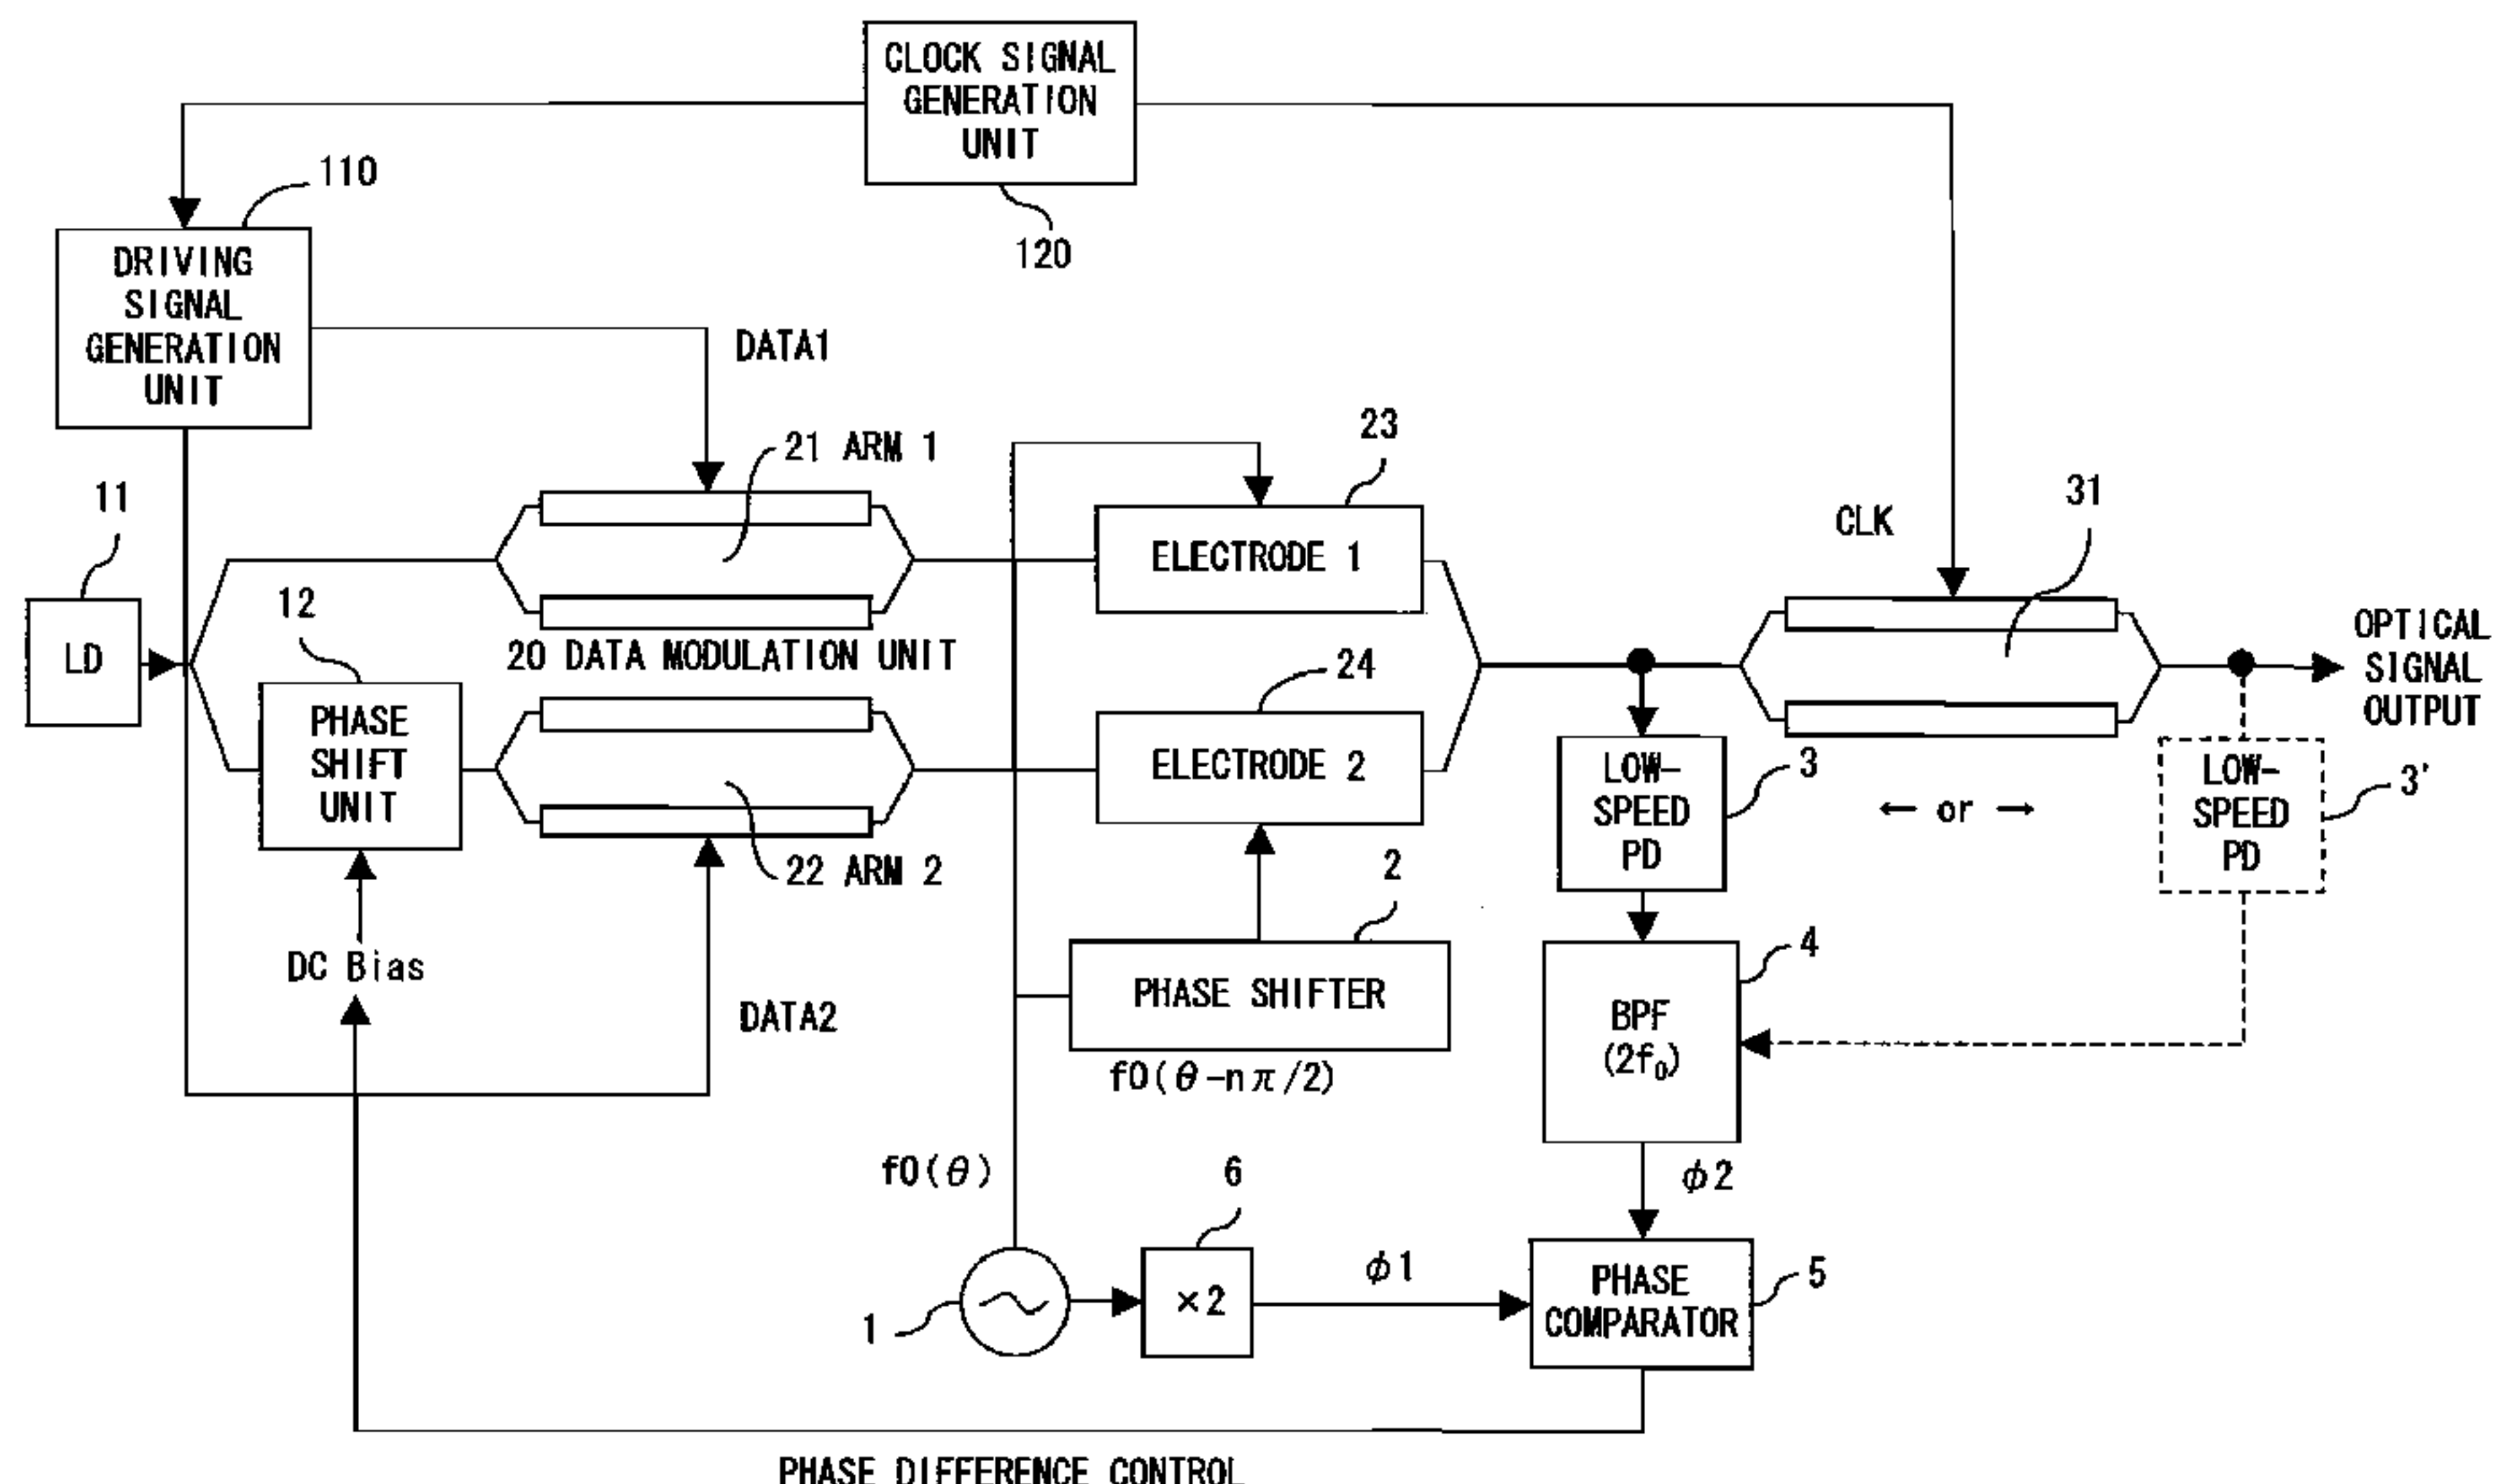 CLOCK SIGNAL
GENERATION
UNIT
110
120
DRIVING
SIGNAL
GENERATION
UNIT
DATA1
23
21 ARM 1
11
31
CLK
ELECTRODE 1
12
OPTICAL
SIGNAL
OUTPUT
LD
20 DATA MODULATION UNIT
24
PHASE
SHIFT
UNIT
ELECTRODE 2
LOW-
SPEED
PD
3
← or →
LOW-
SPEED
PD
3'
22 ARM 2
2
DC Bias
4
PHASE SHIFTER
DATA2
BPF
(2f₀)
f0(θ-nπ/2)
f0(θ)
6
φ2
φ1
5
1
×2
PHASE
COMPARATOR
PHASE DIFFERENCE CONTROL